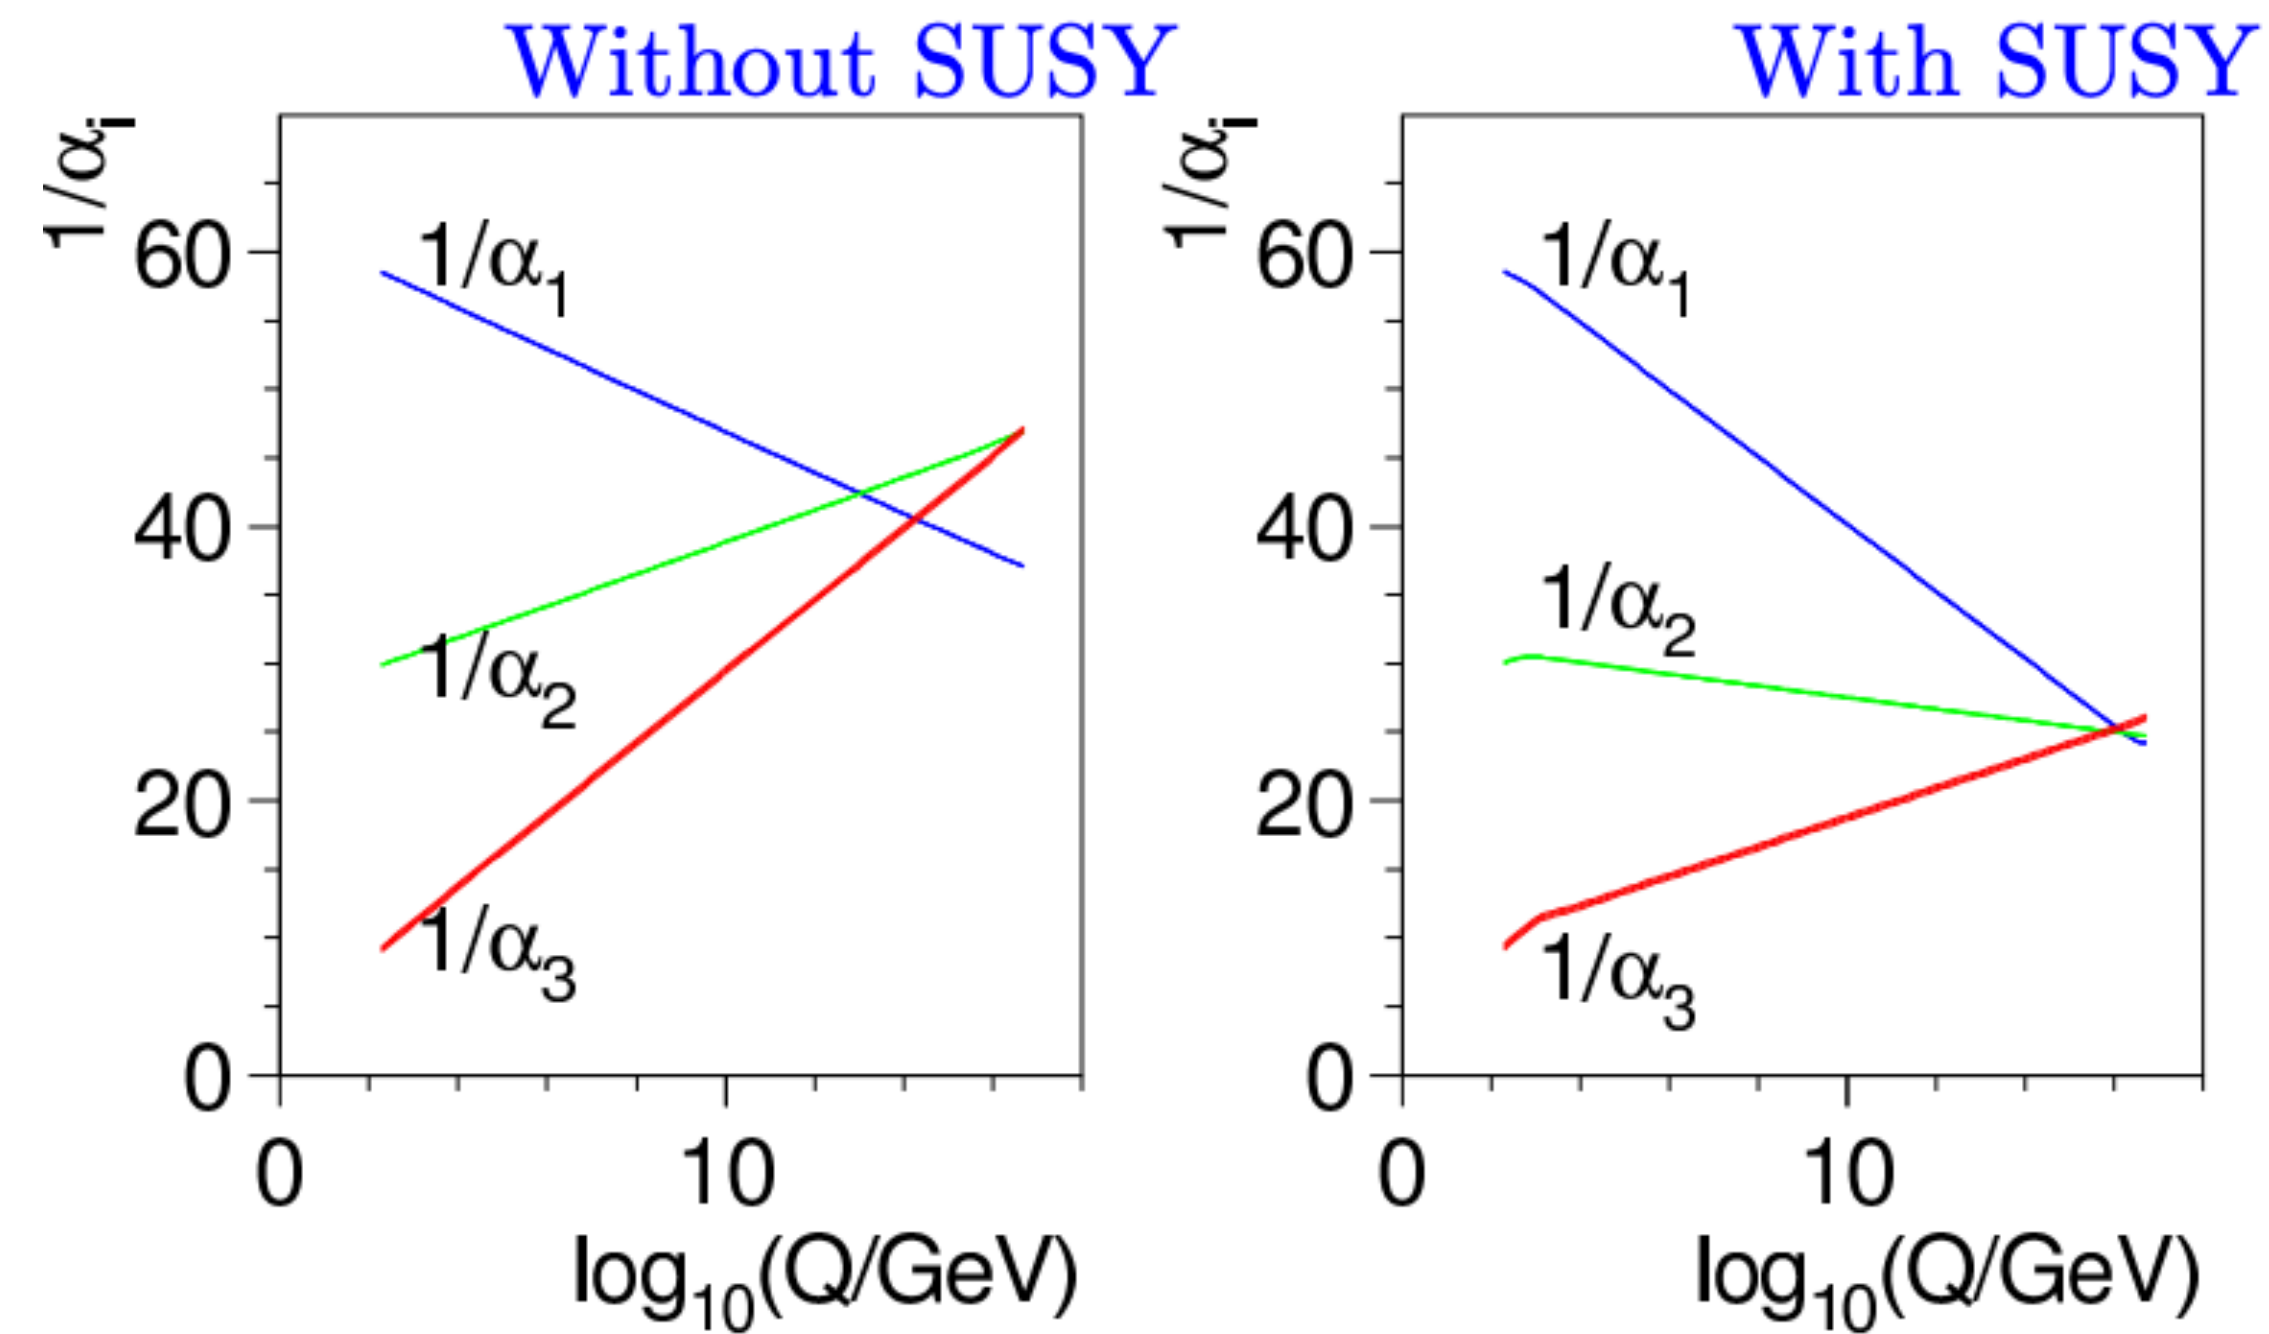 Without SUSY
1/αᵢ
60
40
20
0
1/α₁
1/α₂
1/α₃
0 10
log₁₀(Q/GeV)
With SUSY
1/αᵢ
60
40
20
0
1/α₁
1/α₂
1/α₃
0 10
log₁₀(Q/GeV)